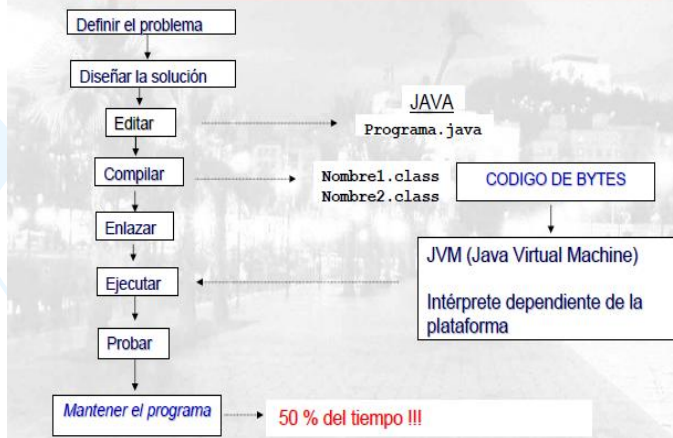 Definir el problema
Diseñar la solución
Editar
JAVA
Programa.java
Compilar
Nombre1.class
Nombre2.class
CODIGO DE BYTES
Enlazar
JVM (Java Virtual Machine)
Intérprete dependiente de la
plataforma
Ejecutar
Probar
Mantener el programa
50 % del tiempo !!!